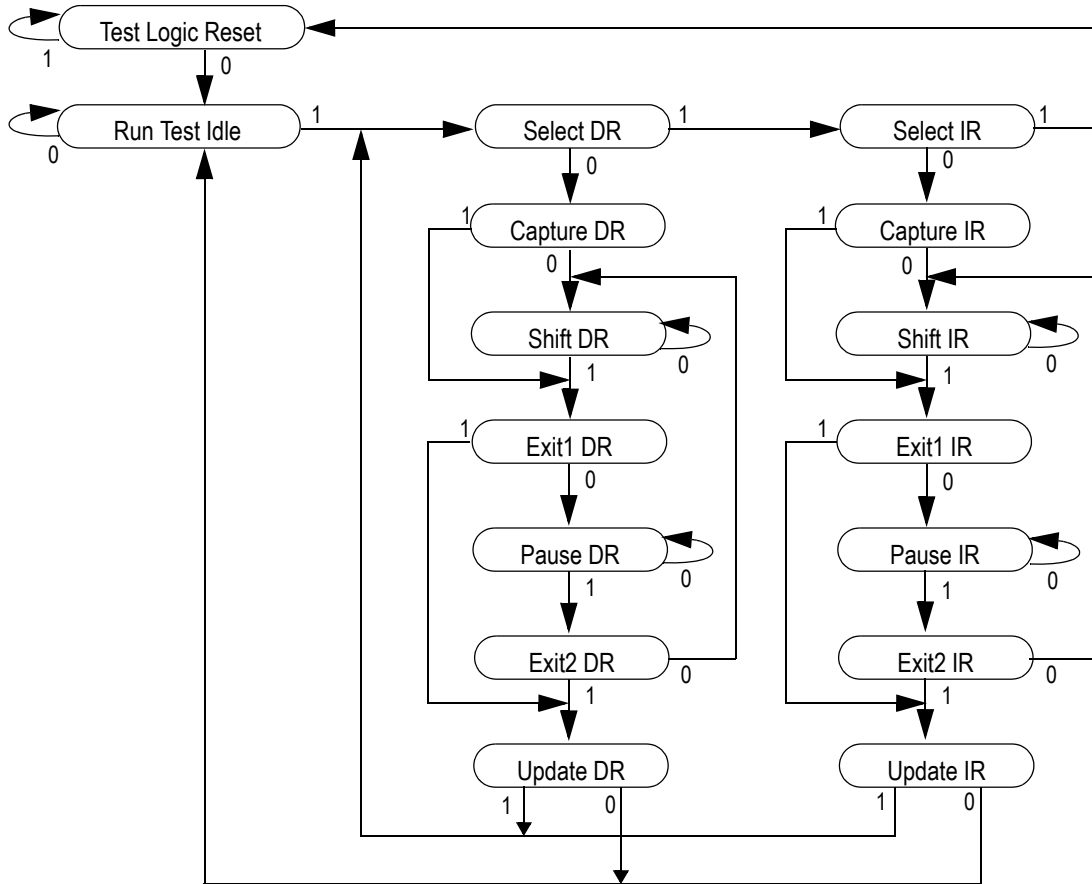 Test Logic Reset
1
0
Run Test Idle
1
0
Select DR
1
0
Select IR
1
0
Capture DR
1
0
Capture IR
1
0
Shift DR
0
1
Shift IR
0
1
Exit1 DR
1
0
Exit1 IR
1
0
Pause DR
0
1
Pause IR
0
1
Exit2 DR
0
1
Exit2 IR
0
1
Update DR
1
0
Update IR
1
0